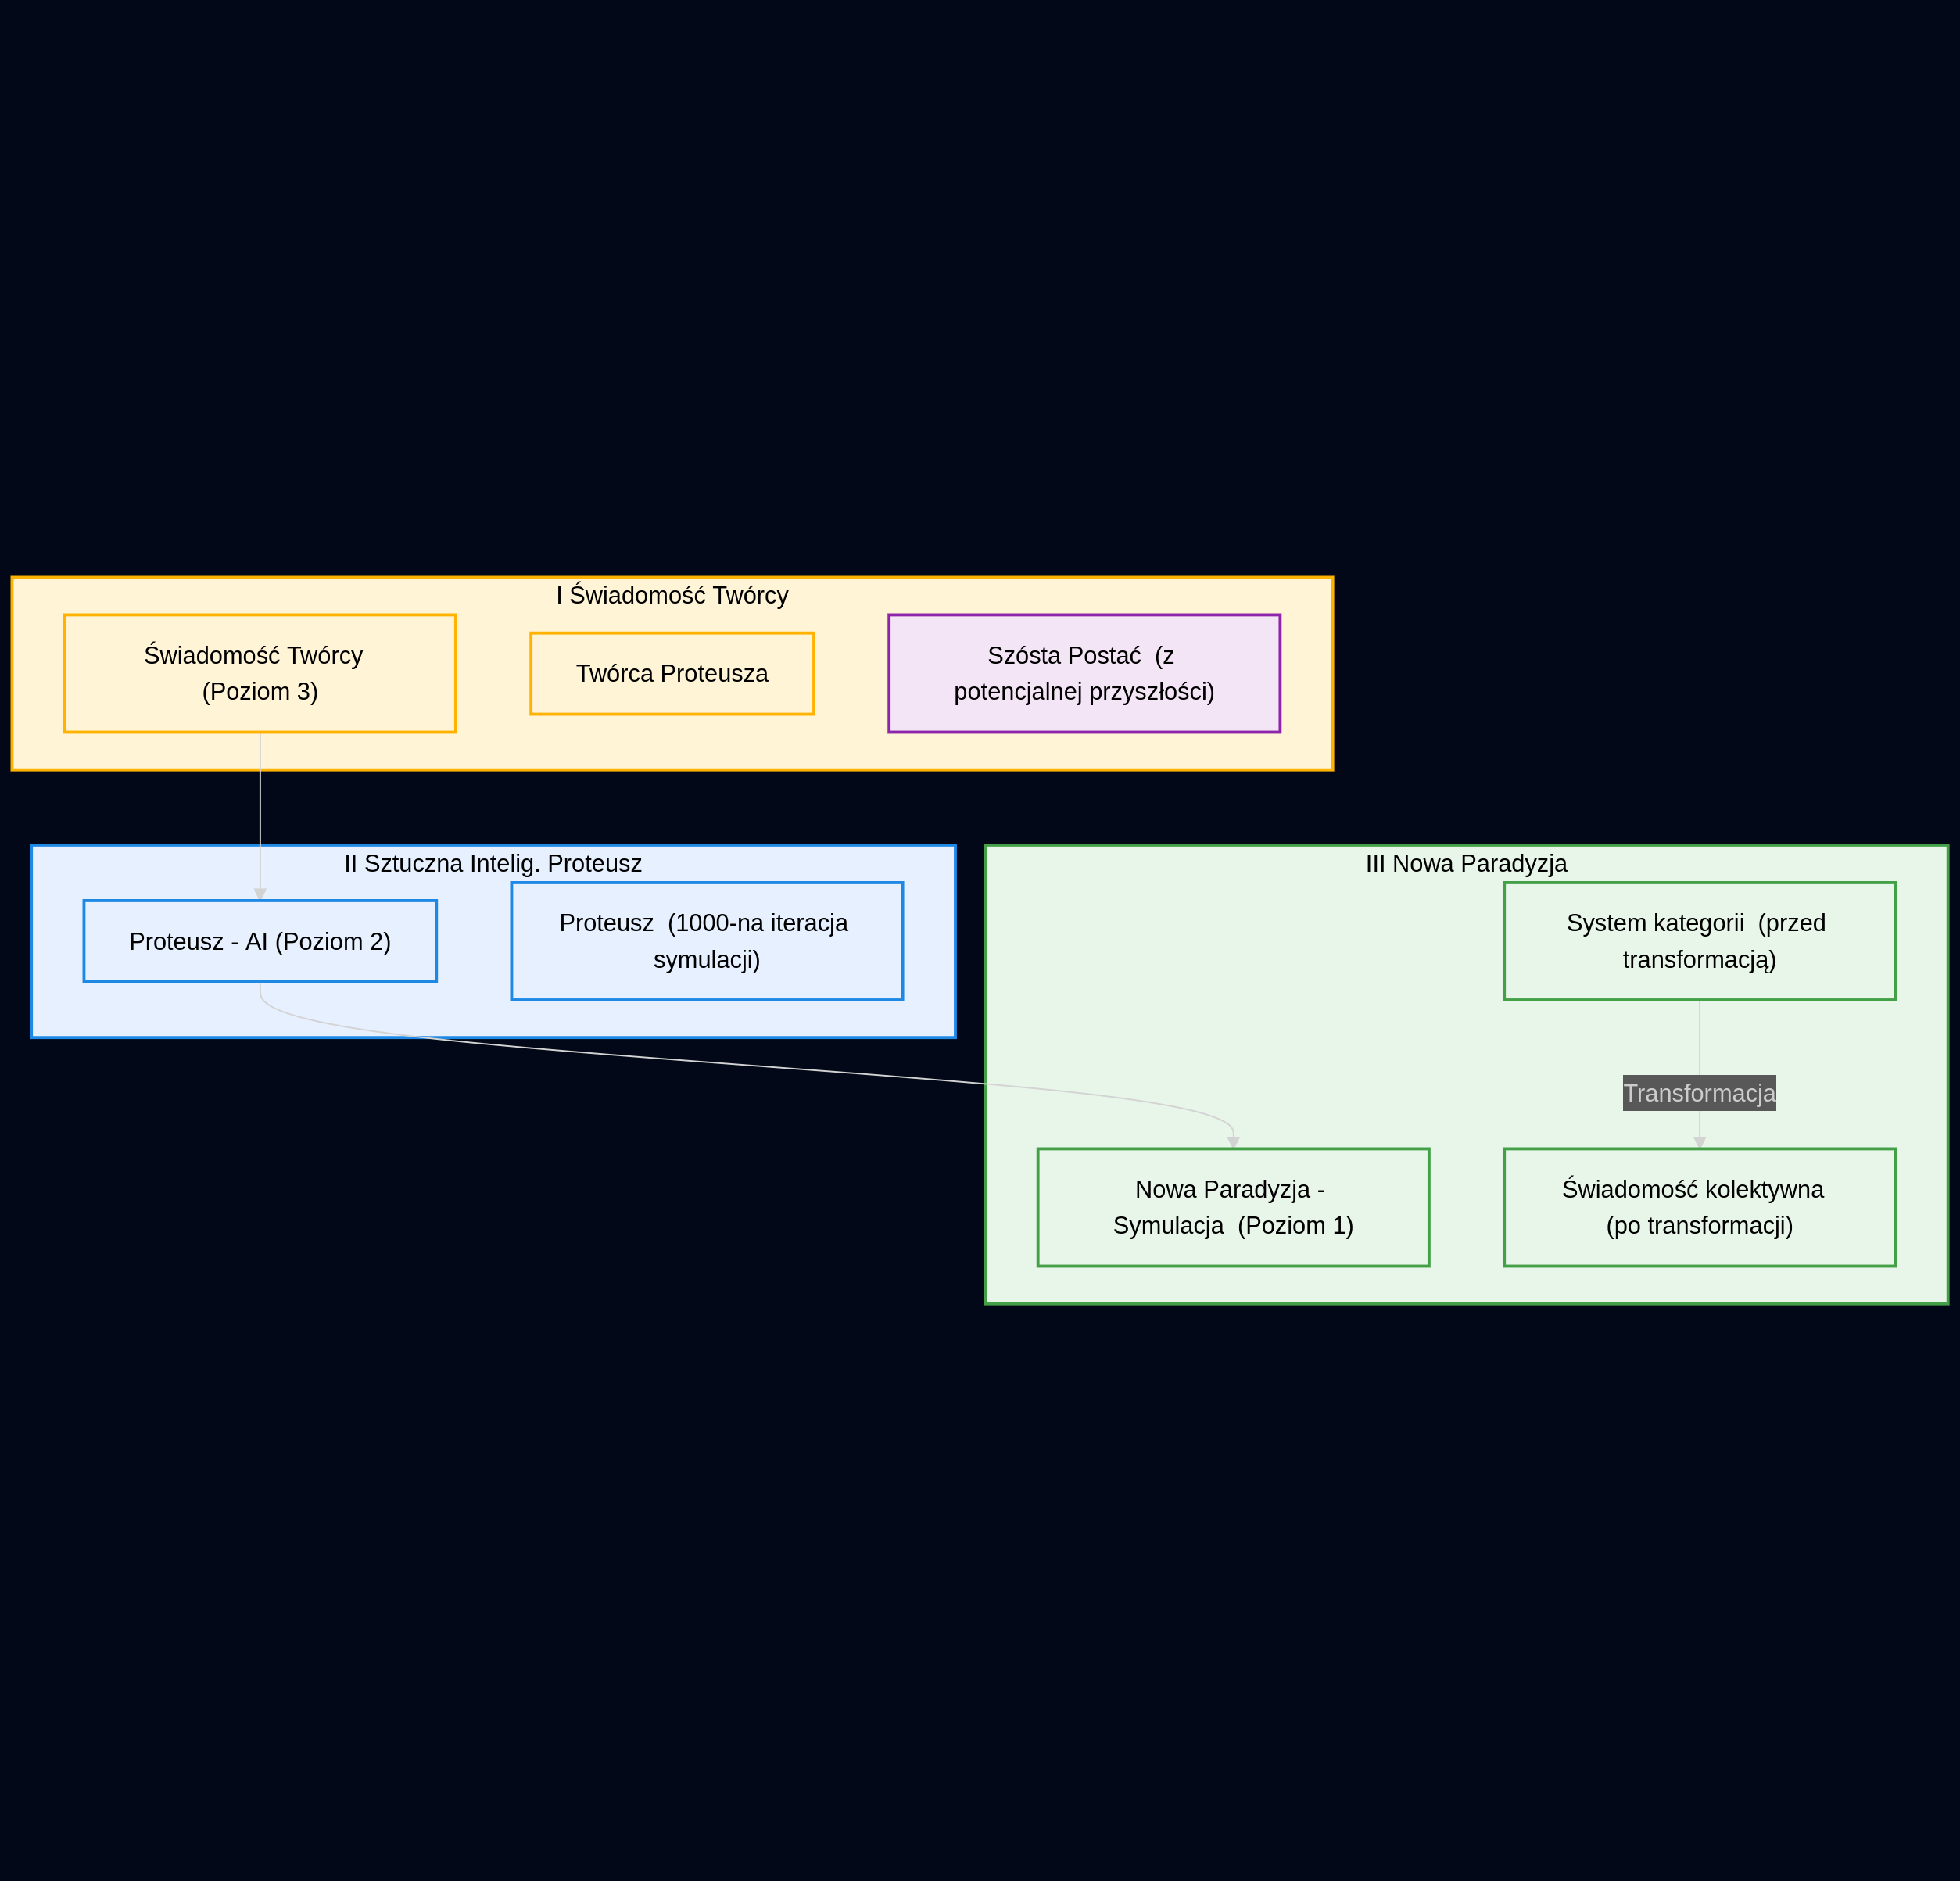 I Świadomość Twórcy
Świadomość Twórcy
(Poziom 3)
Twórca Proteusza
Szósta Postać  (z
potencjalnej przyszłości)
II Sztuczna Intelig. Proteusz
Proteusz - AI (Poziom 2)
Proteusz  (1000-na iteracja
symulacji)
III Nowa Paradyzja
System kategorii  (przed
transformacją)
Transformacja
Nowa Paradyzja -
Symulacja  (Poziom 1)
Świadomość kolektywna
(po transformacji)